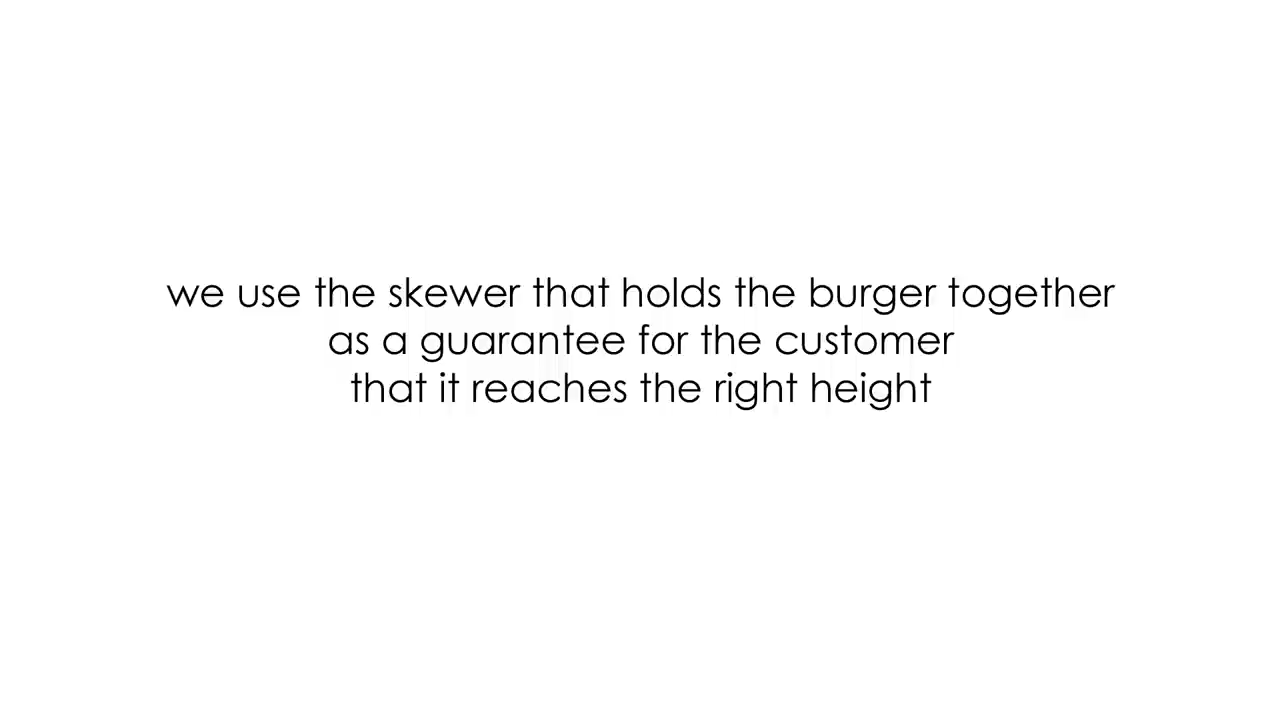 we use the skewer that holds the burger together
as a guarantee for the customer
that it reaches the right height